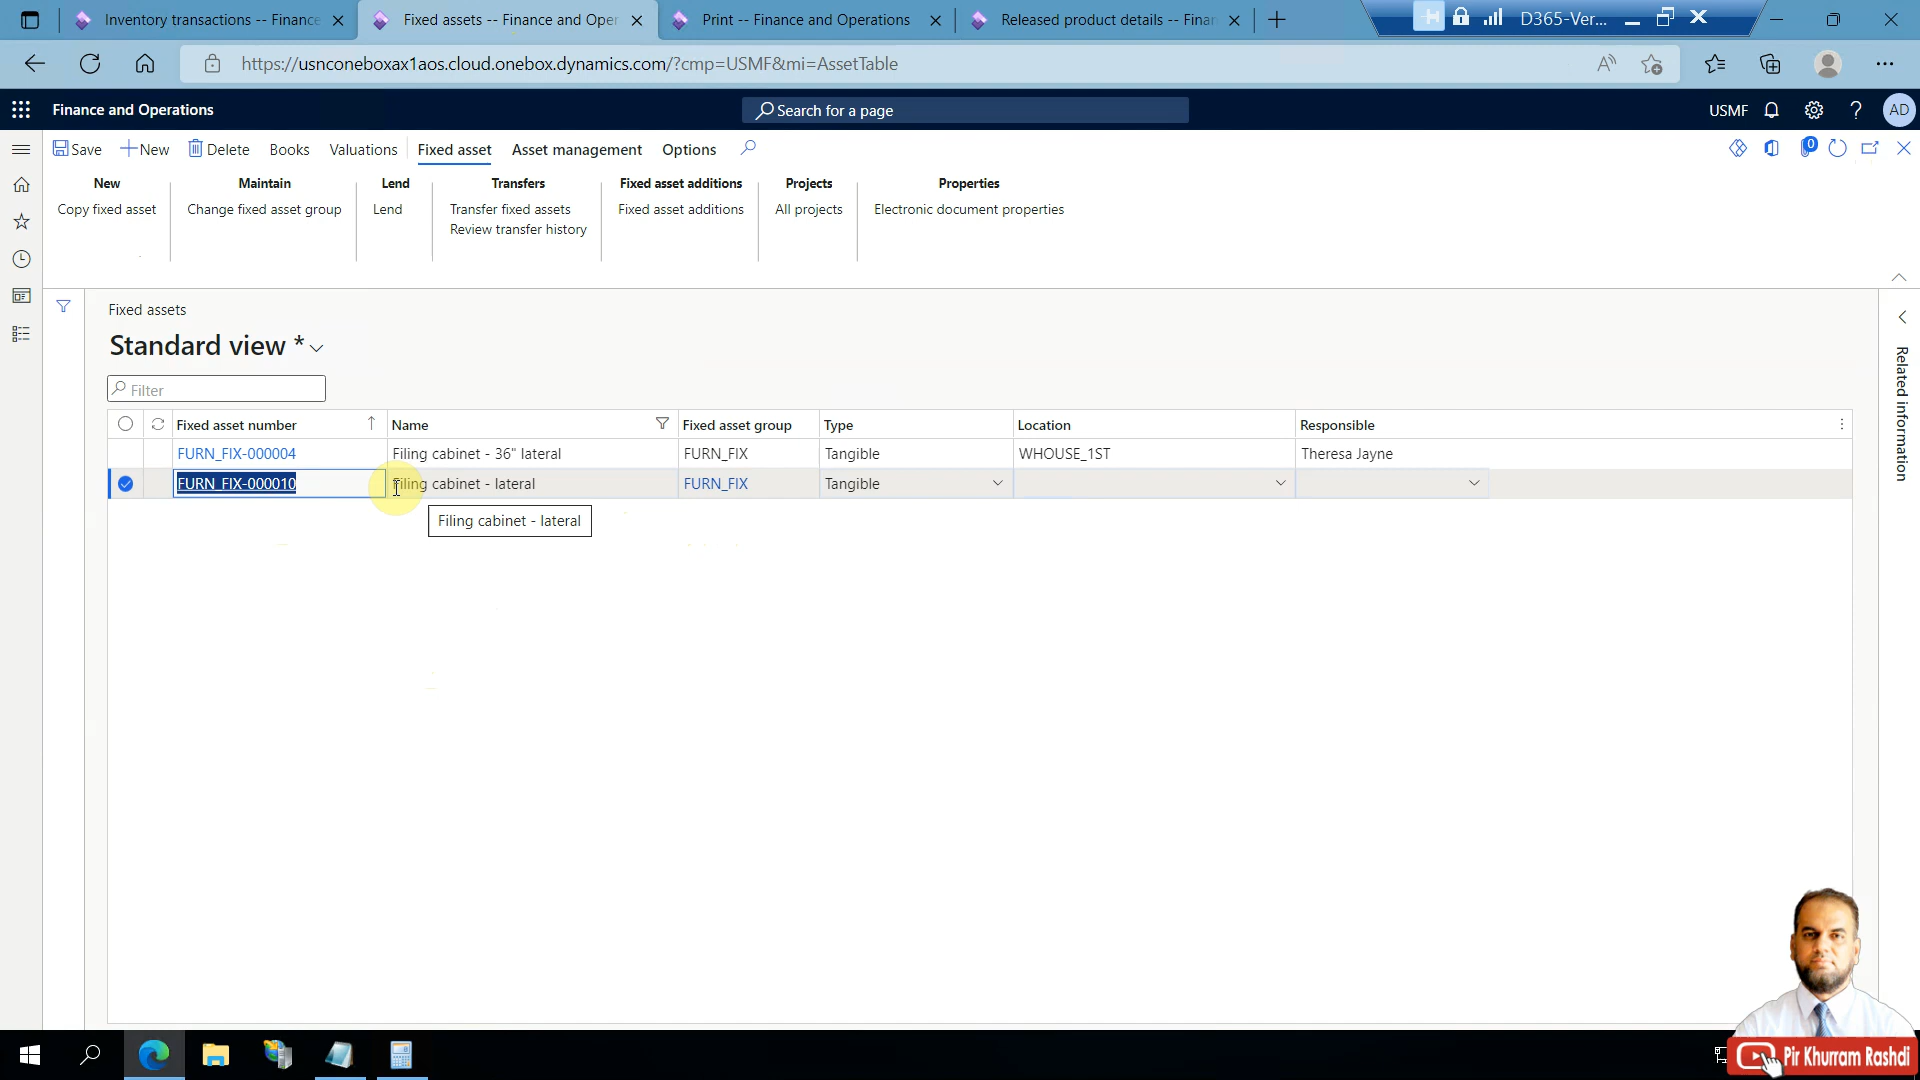 Inventory transactions -- Finance
Fixed assets -- Finance and Oper
Print -- Finance and Operations
Released product details -- Finan
D365-Ver...
https://usnconeboxax1aos.cloud.onebox.dynamics.com/?cmp=USMF&mi=AssetTable
Finance and Operations
Search for a page
USMF
AD
Save
New
Delete
Books
Valuations
Fixed asset
Asset management
Options
0
New
Maintain
Lend
Transfers
Fixed asset additions
Projects
Properties
Copy fixed asset
Change fixed asset group
Lend
Transfer fixed assets
Fixed asset additions
All projects
Electronic document properties
Review transfer history
Fixed assets
Standard view *
Filter
Related information
Fixed asset number
Name
Fixed asset group
Type
Location
Responsible
FURN_FIX-000004
Filing cabinet - 36" lateral
FURN_FIX
Tangible
WHOUSE_1ST
Theresa Jayne
FURN_FIX-000010
Filing cabinet - lateral
FURN_FIX
Tangible
Filing cabinet - lateral
Pir Khurram Rashdi